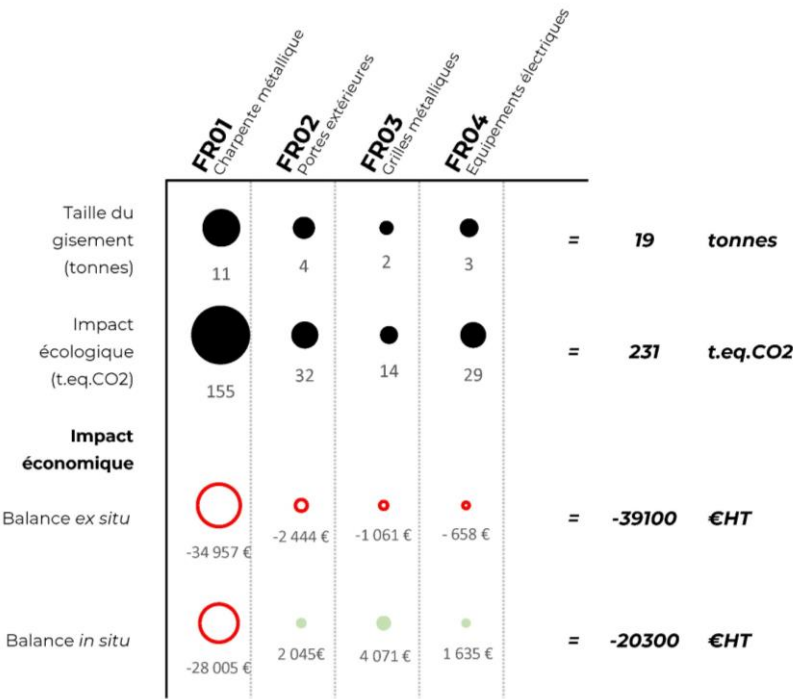 FR01
Charpente métallique
FR02
Portes extérieures
FR03
Grilles métalliques
FR04
Equipements électriques
Taille du
gisement
(tonnes)
11
4
2
3
= 19 tonnes
Impact
écologique
(t.eq.CO2)
155
32
14
29
= 231 t.eq.CO2
Impact
économique
Balance ex situ
-34 957 €
-2 444 €
-1 061 €
- 658 €
= -39100 €HT
Balance in situ
-28 005 €
2 045€
4 071 €
1 635 €
= -20300 €HT